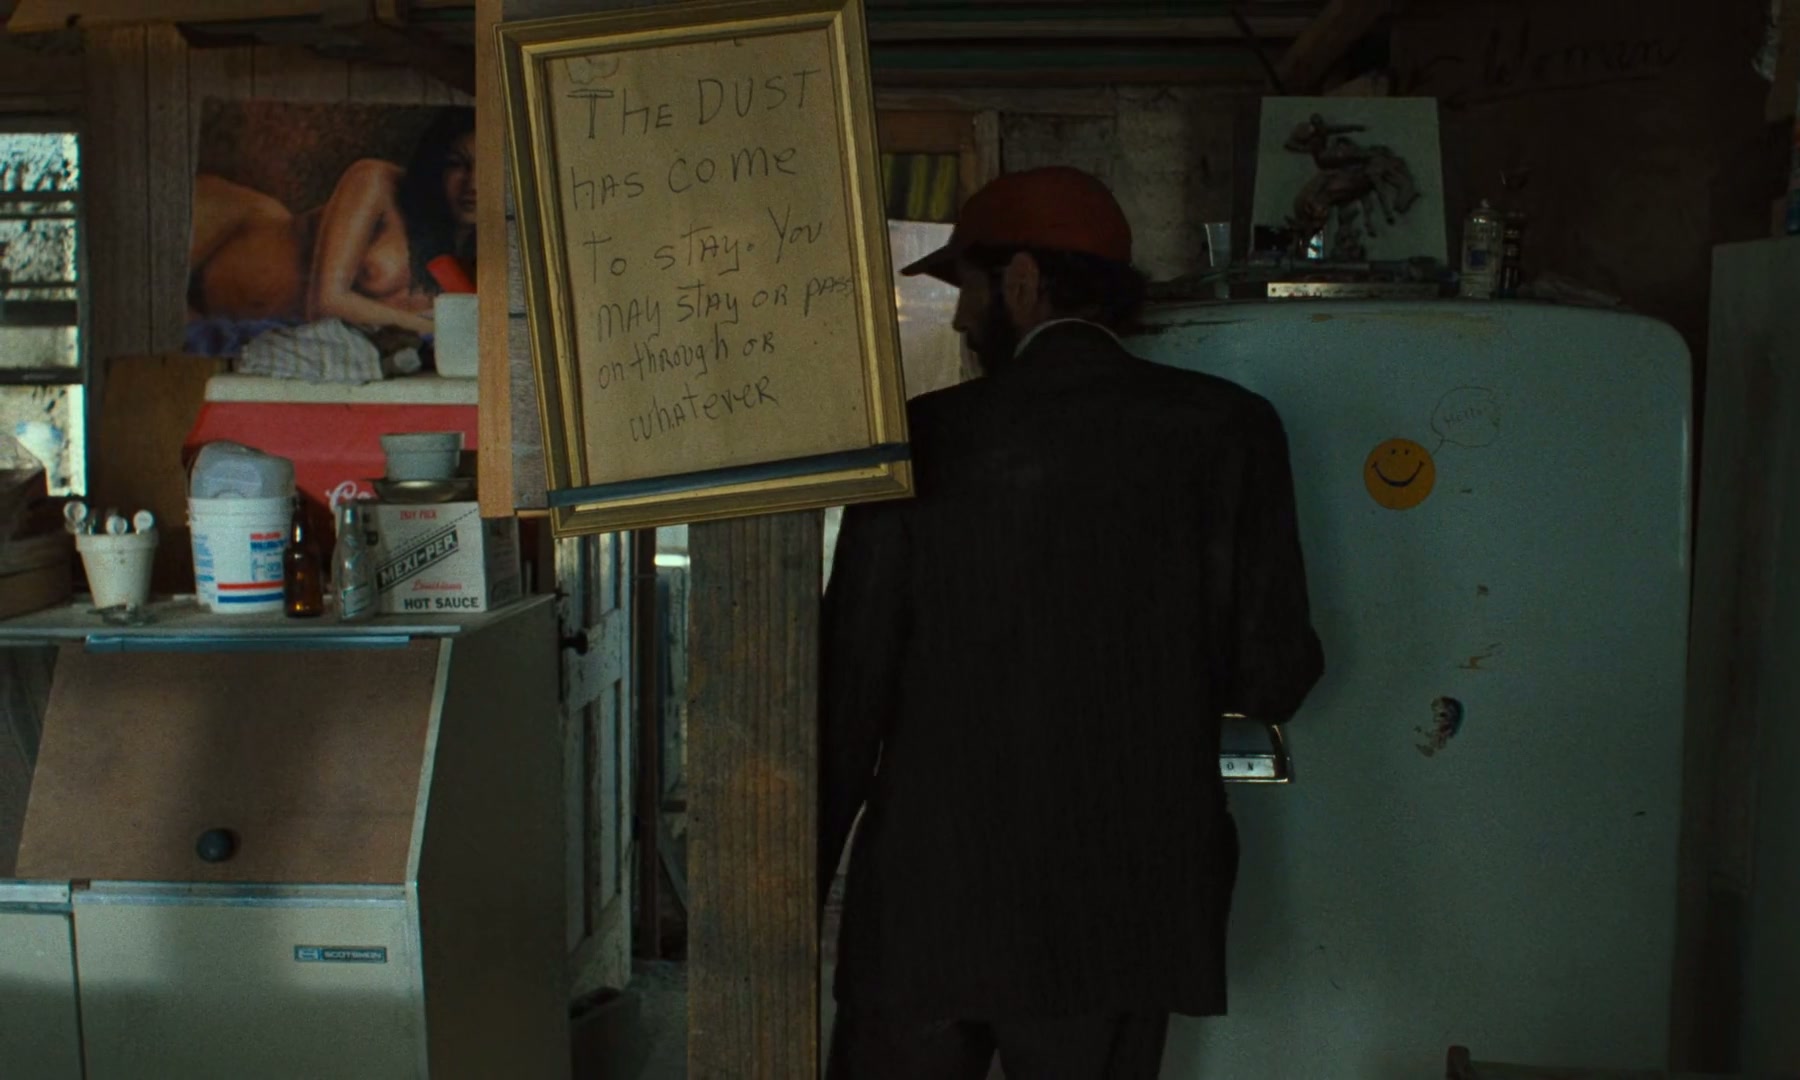 THE DUST
has come
To stay. You
may stay or pass
on through or
whatever
Women
Hello
MEXI-PEP
Louisiana
HOT SAUCE
SCOTSMAN